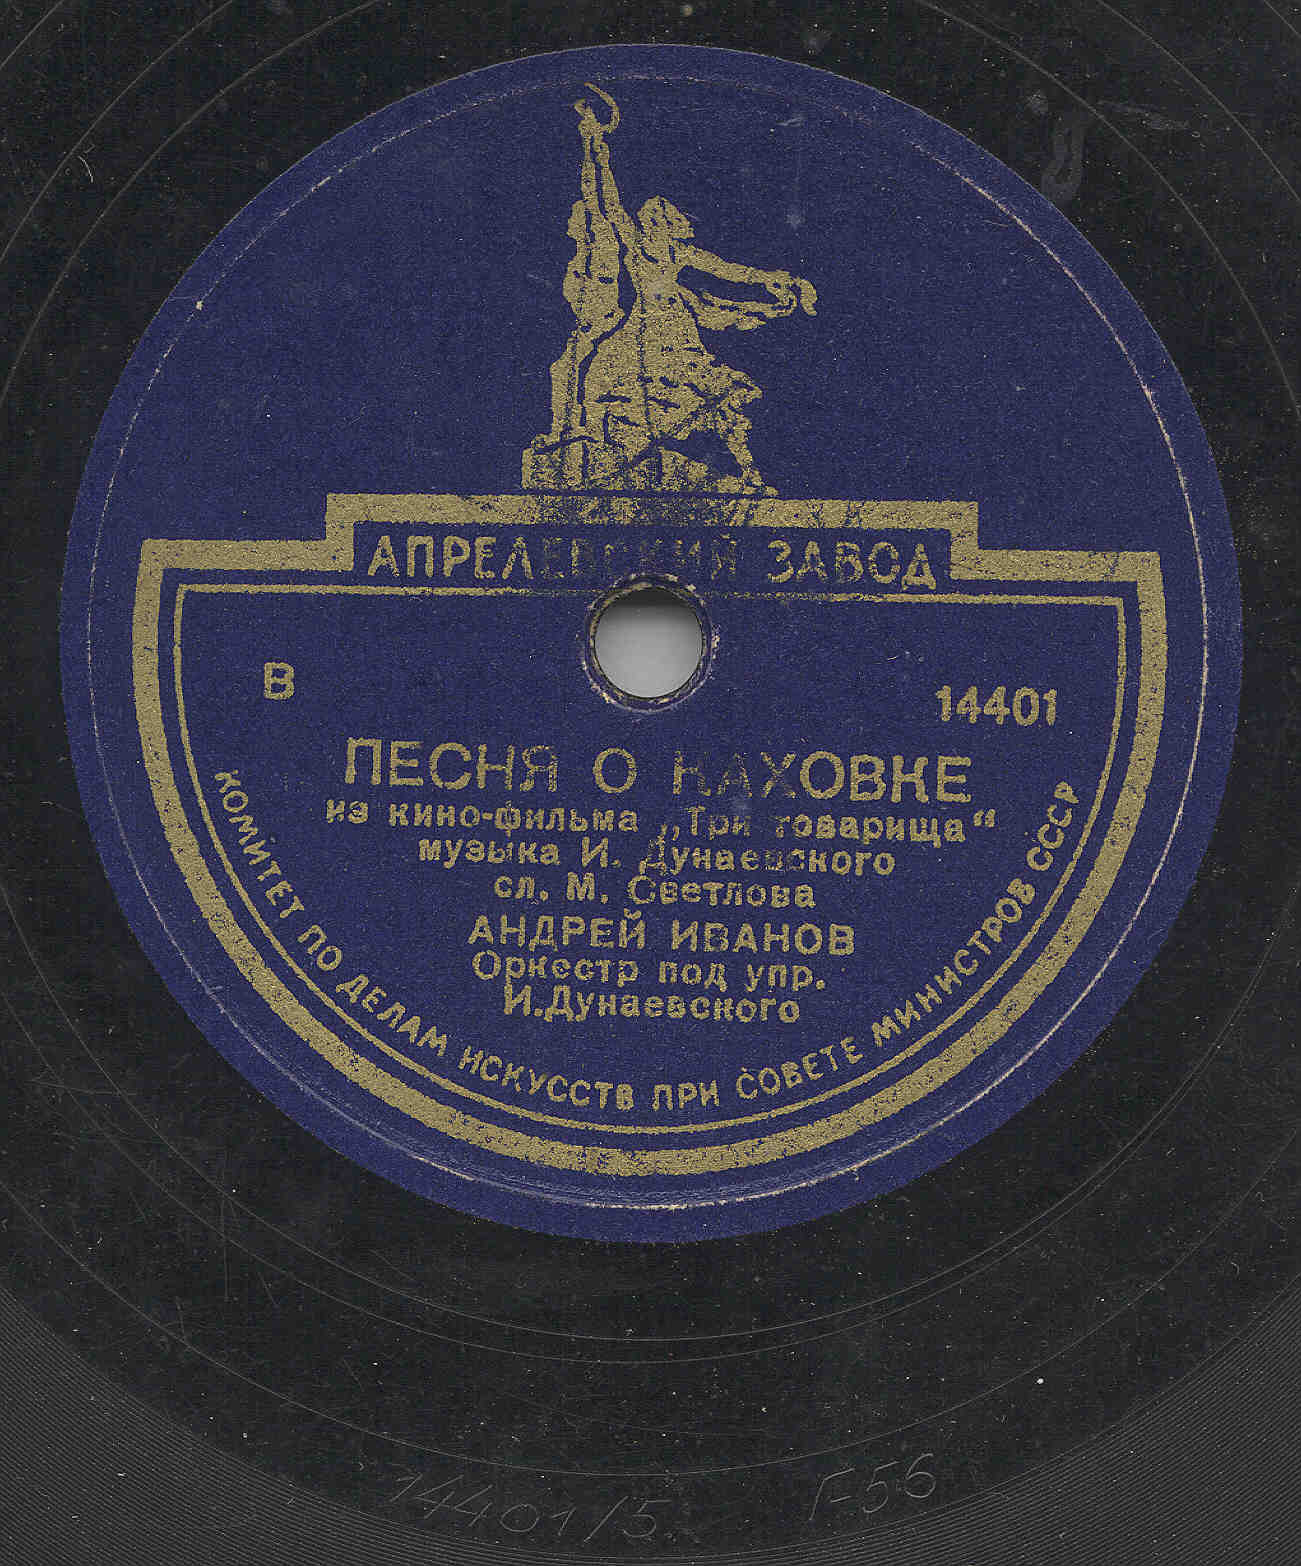 АПРЕЛЕВСКИЙ ЗАВОД
В
14401
ПЕСНЯ О КАХОВКЕ
из кино-фильма „Три товарища“
музыка И. Дунаевского
сл. М. Светлова
АНДРЕЙ ИВАНОВ
Оркестр под упр.
И.Дунаевского
КОМИТЕТ ПО ДЕЛАМ ИСКУССТВ ПРИ СОВЕТЕ МИНИСТРОВ СССР
14401/5 Г-56